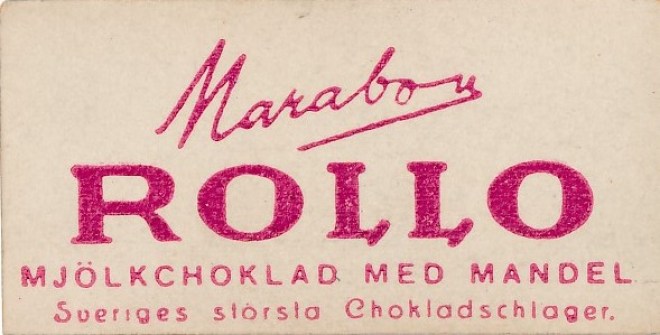 Marabou
ROLLO
MJÖLKCHOKLAD MED MANDEL
Sveriges största Chokladschlager.